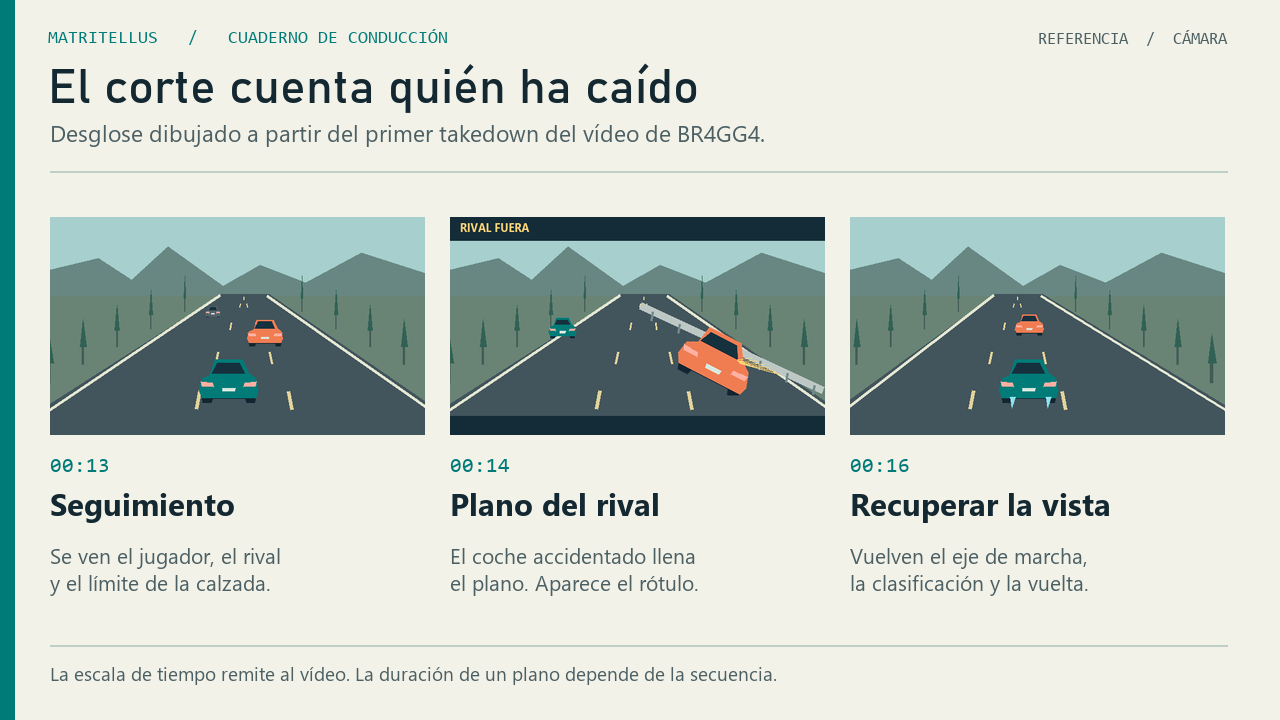 MATRITELLUS / CUADERNO DE CONDUCCIÓN
REFERENCIA / CÁMARA
El corte cuenta quién ha caído
Desglose dibujado a partir del primer takedown del vídeo de BR4GG4.
RIVAL FUERA
00:13
Seguimiento
Se ven el jugador, el rival
y el límite de la calzada.
00:14
Plano del rival
El coche accidentado llena
el plano. Aparece el rótulo.
00:16
Recuperar la vista
Vuelven el eje de marcha,
la clasificación y la vuelta.
La escala de tiempo remite al vídeo. La duración de un plano depende de la secuencia.